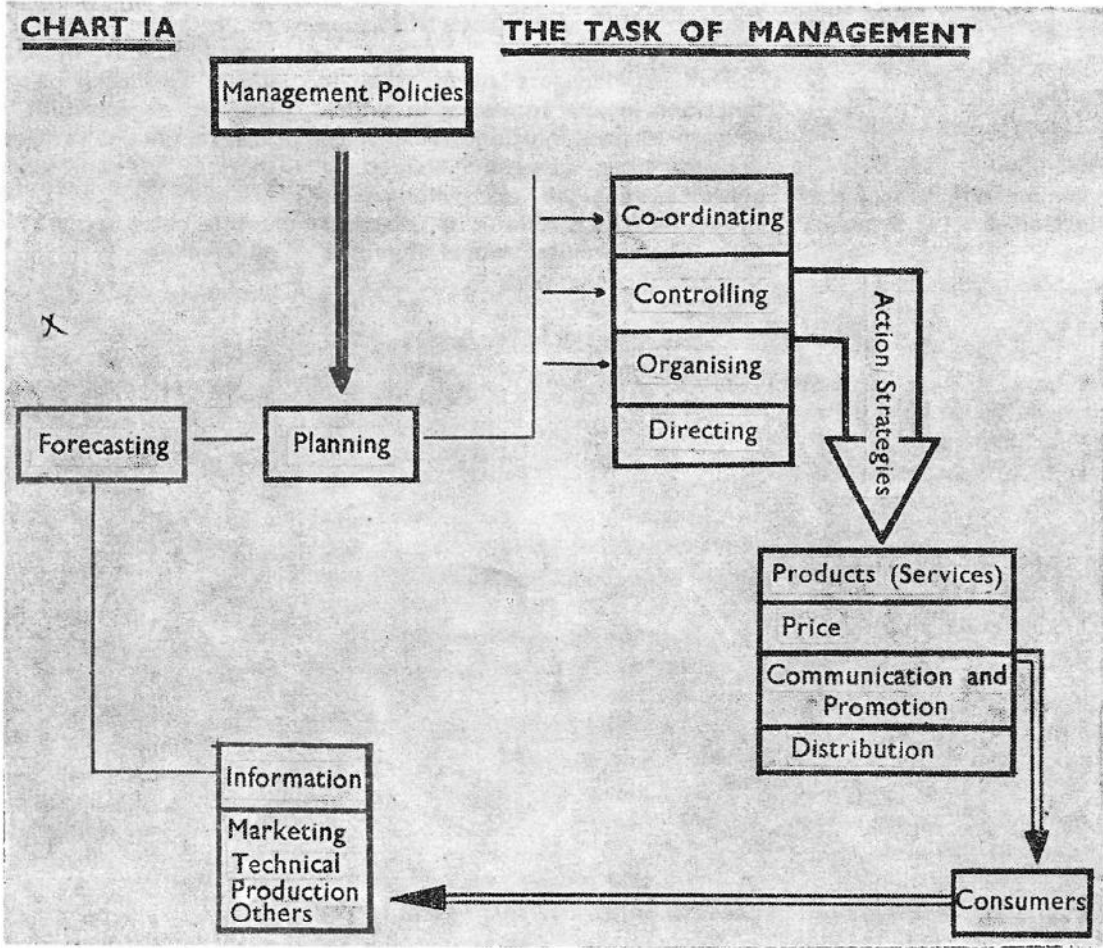 CHART IA
THE TASK OF MANAGEMENT
Management Policies
Co-ordinating
Controlling
Organising
Directing
Action Strategies
Forecasting
Planning
Products (Services)
Price
Communication and
Promotion
Distribution
Information
Marketing
Technical
Production
Others
Consumers